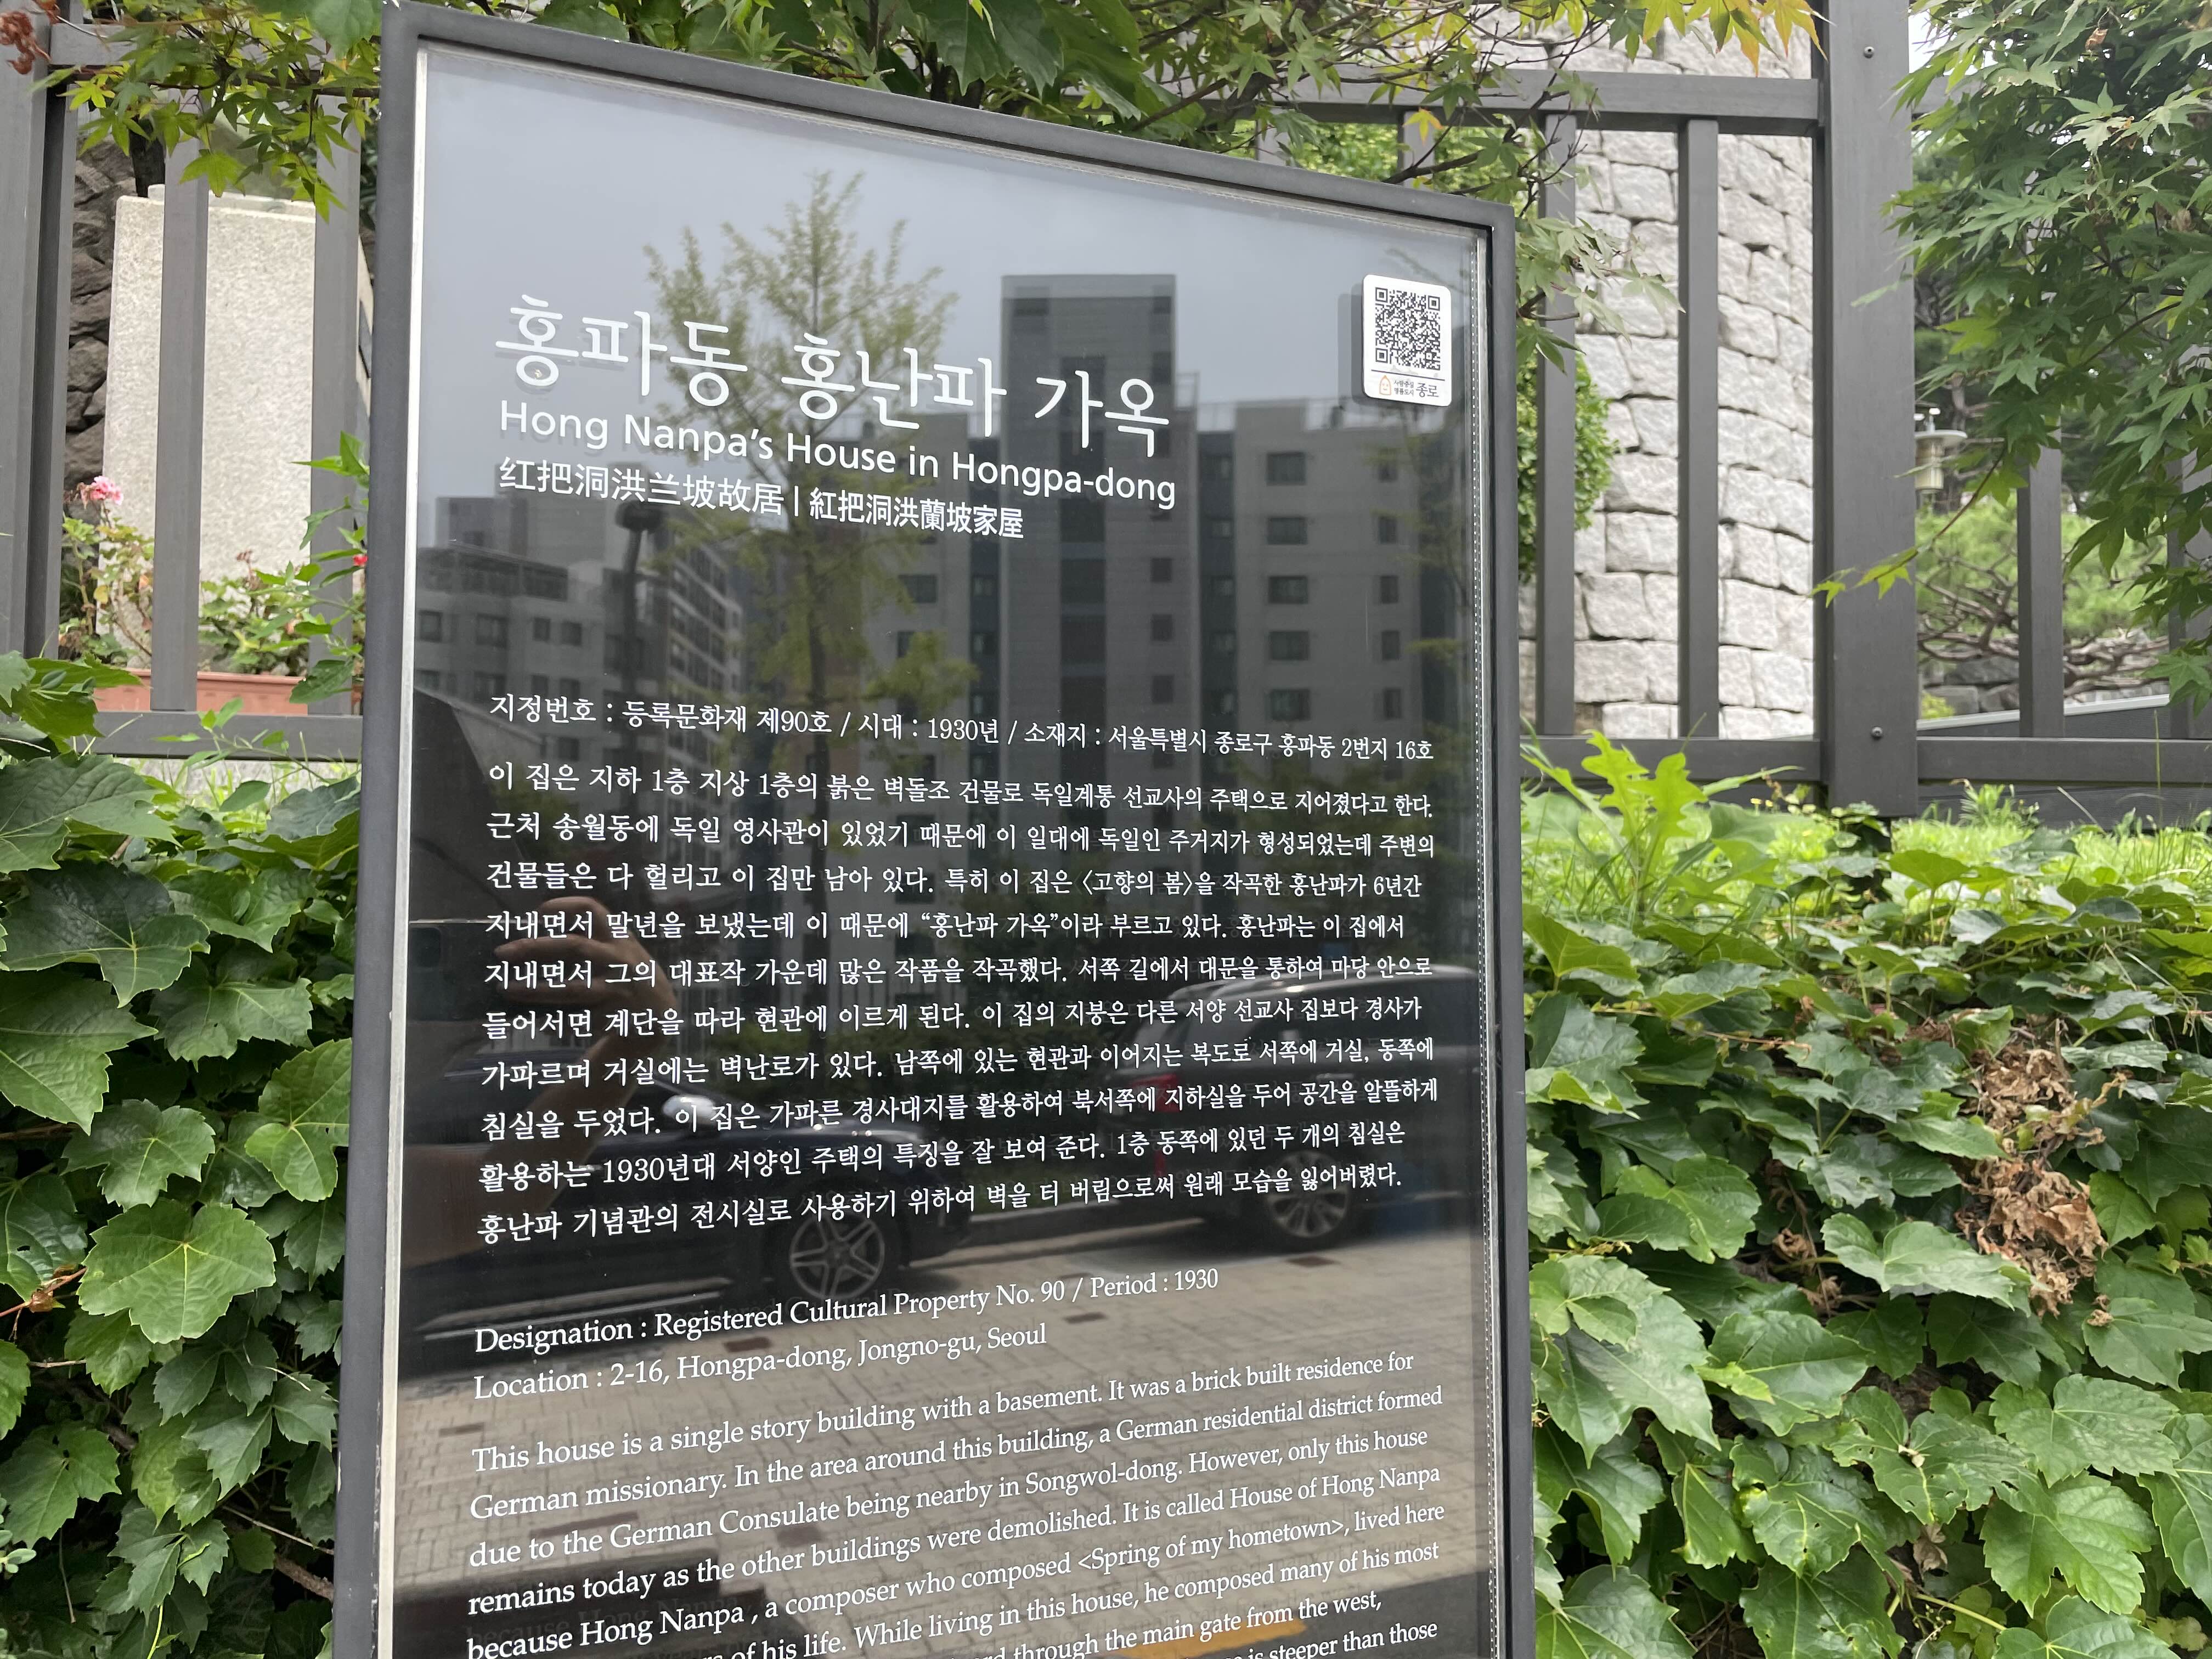 홍파동 홍난파 가옥
Hong Nanpa's House in Hongpa-dong
红把洞洪兰坡故居 | 紅把洞洪蘭坡家屋
사람중심 명품도시 종로
지정번호 : 등록문화재 제90호 / 시대 : 1930년 / 소재지 : 서울특별시 종로구 홍파동 2번지 16호
이 집은 지하 1층 지상 1층의 붉은 벽돌조 건물로 독일계통 선교사의 주택으로 지어졌다고 한다.
근처 송월동에 독일 영사관이 있었기 때문에 이 일대에 독일인 주거지가 형성되었는데 주변의
건물들은 다 헐리고 이 집만 남아 있다. 특히 이 집은 〈고향의 봄〉을 작곡한 홍난파가 6년간
지내면서 말년을 보냈는데 이 때문에 “홍난파 가옥”이라 부르고 있다. 홍난파는 이 집에서
지내면서 그의 대표작 가운데 많은 작품을 작곡했다. 서쪽 길에서 대문을 통하여 마당 안으로
들어서면 계단을 따라 현관에 이르게 된다. 이 집의 지붕은 다른 서양 선교사 집보다 경사가
가파르며 거실에는 벽난로가 있다. 남쪽에 있는 현관과 이어지는 복도로 서쪽에 거실, 동쪽에
침실을 두었다. 이 집은 가파른 경사대지를 활용하여 북서쪽에 지하실을 두어 공간을 알뜰하게
활용하는 1930년대 서양인 주택의 특징을 잘 보여 준다. 1층 동쪽에 있던 두 개의 침실은
홍난파 기념관의 전시실로 사용하기 위하여 벽을 터 버림으로써 원래 모습을 잃어버렸다.
Designation : Registered Cultural Property No. 90 / Period : 1930
Location : 2-16, Hongpa-dong, Jongno-gu, Seoul
This house is a single story building with a basement. It was a brick built residence for
German missionary. In the area around this building, a German residential district formed
due to the German Consulate being nearby in Songwol-dong. However, only this house
remains today as the other buildings were demolished. It is called House of Hong Nanpa
because Hong Nanpa , a composer who composed <Spring of my hometown>, lived here
of his life. While living in this house, he composed many of his most
through the main gate from the west,
is steeper than those